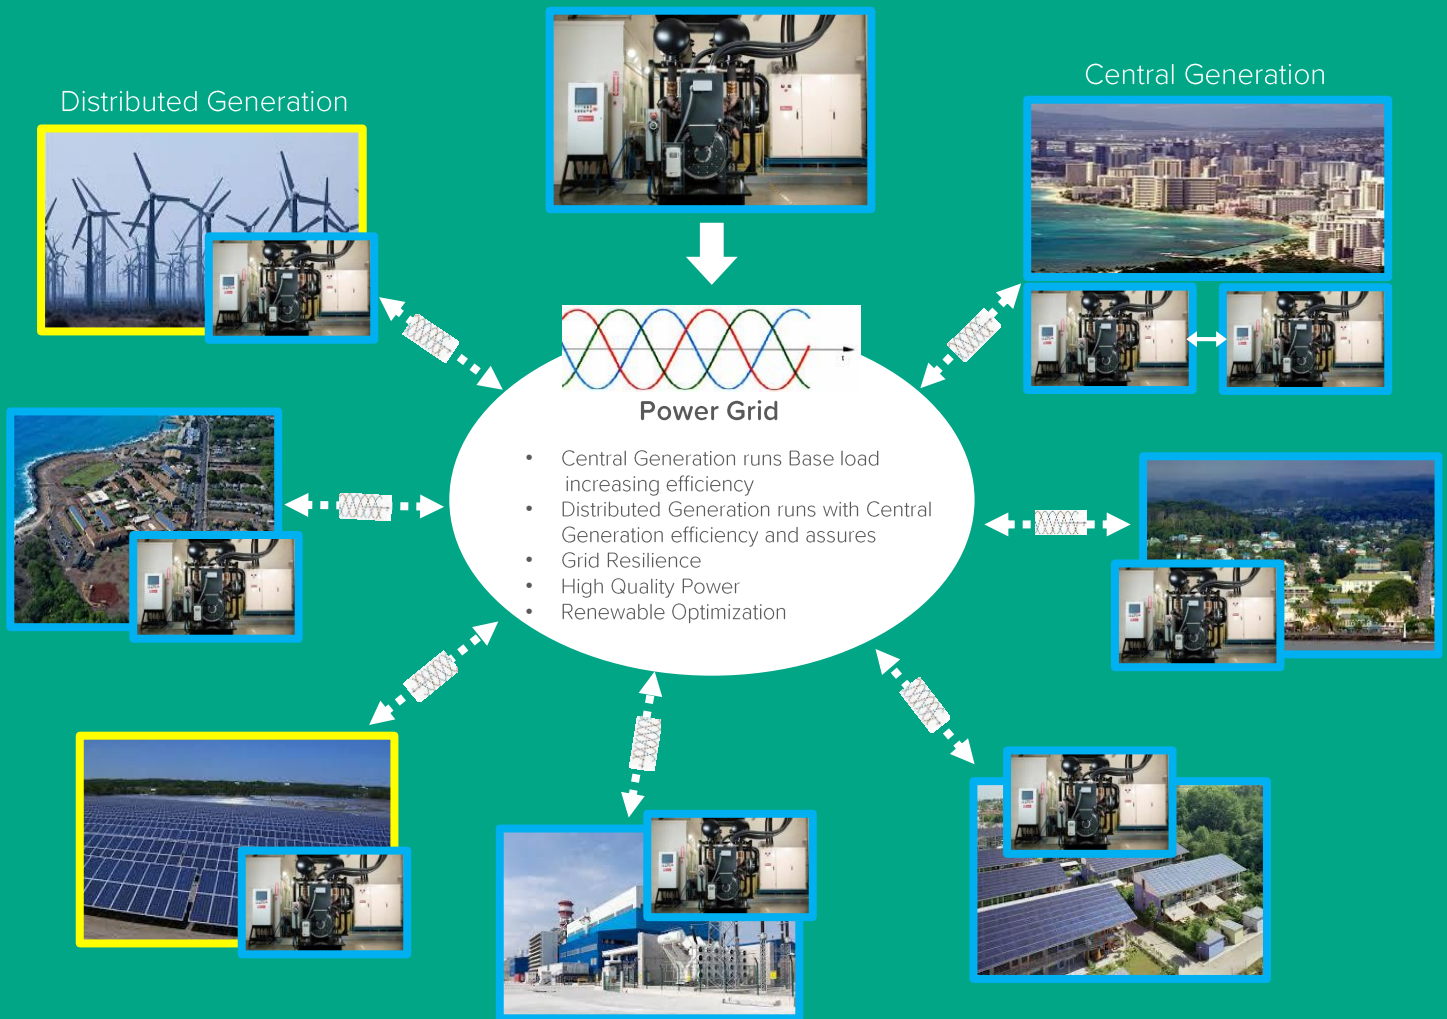 Distributed Generation
Central Generation
t
Power Grid
• Central Generation runs Base load
increasing efficiency
• Distributed Generation runs with Central
Generation efficiency and assures
• Grid Resilience
• High Quality Power
• Renewable Optimization